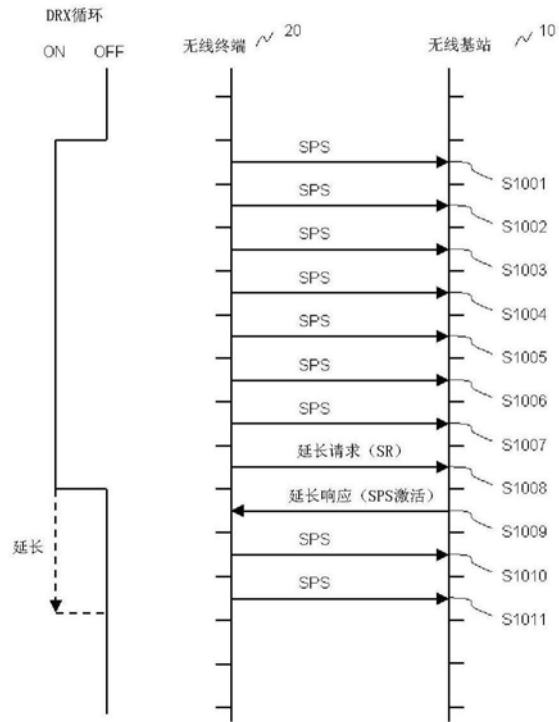 DRX循环
ON OFF
无线终端 20
无线基站 10
SPS
S1001
SPS
S1002
SPS
S1003
SPS
S1004
SPS
S1005
SPS
S1006
SPS
S1007
延长请求（SR）
S1008
延长响应（SPS激活）
S1009
延长
SPS
S1010
SPS
S1011